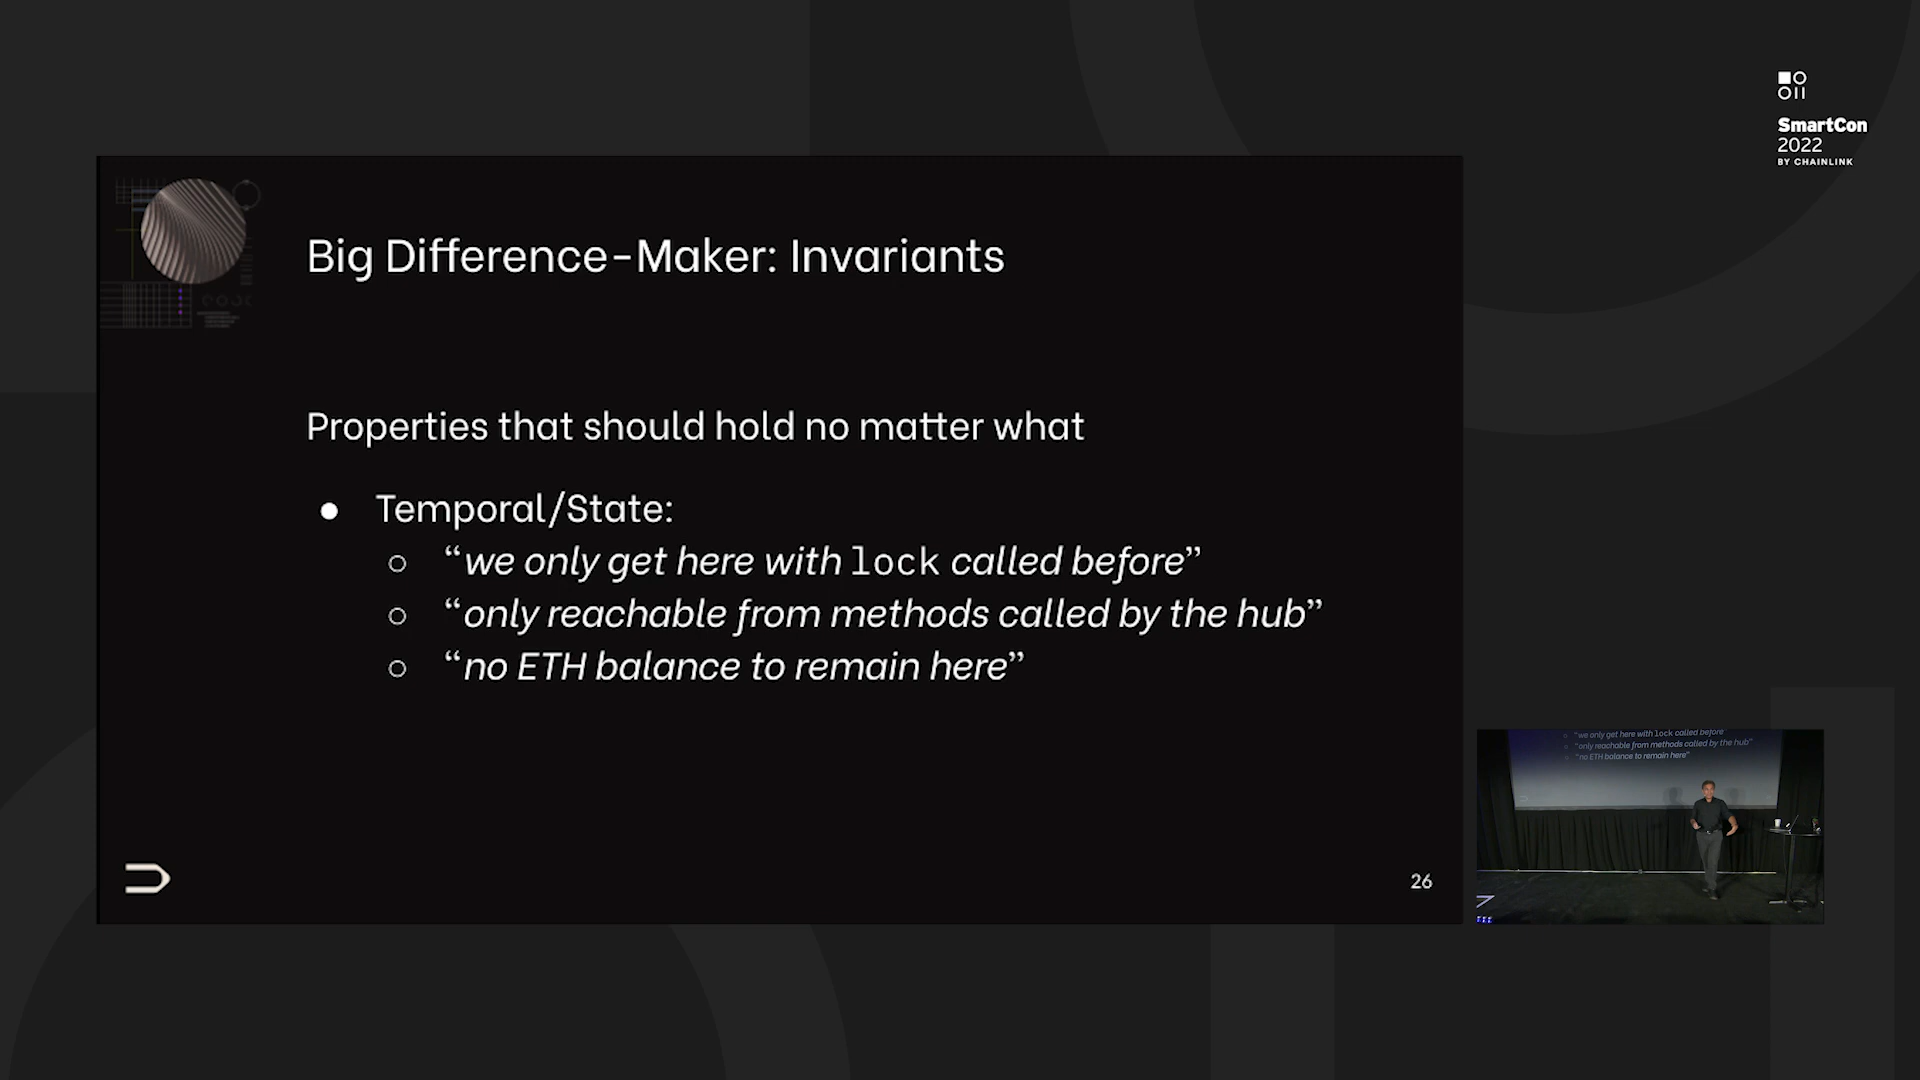 SmartCon
2022
BY CHAINLINK
Big Difference-Maker: Invariants
Properties that should hold no matter what
● Temporal/State:
○ “we only get here with lock called before”
○ “only reachable from methods called by the hub”
○ “no ETH balance to remain here”
26
“we only get here with lock called before”
“only reachable from methods called by the hub”
“no ETH balance to remain here”